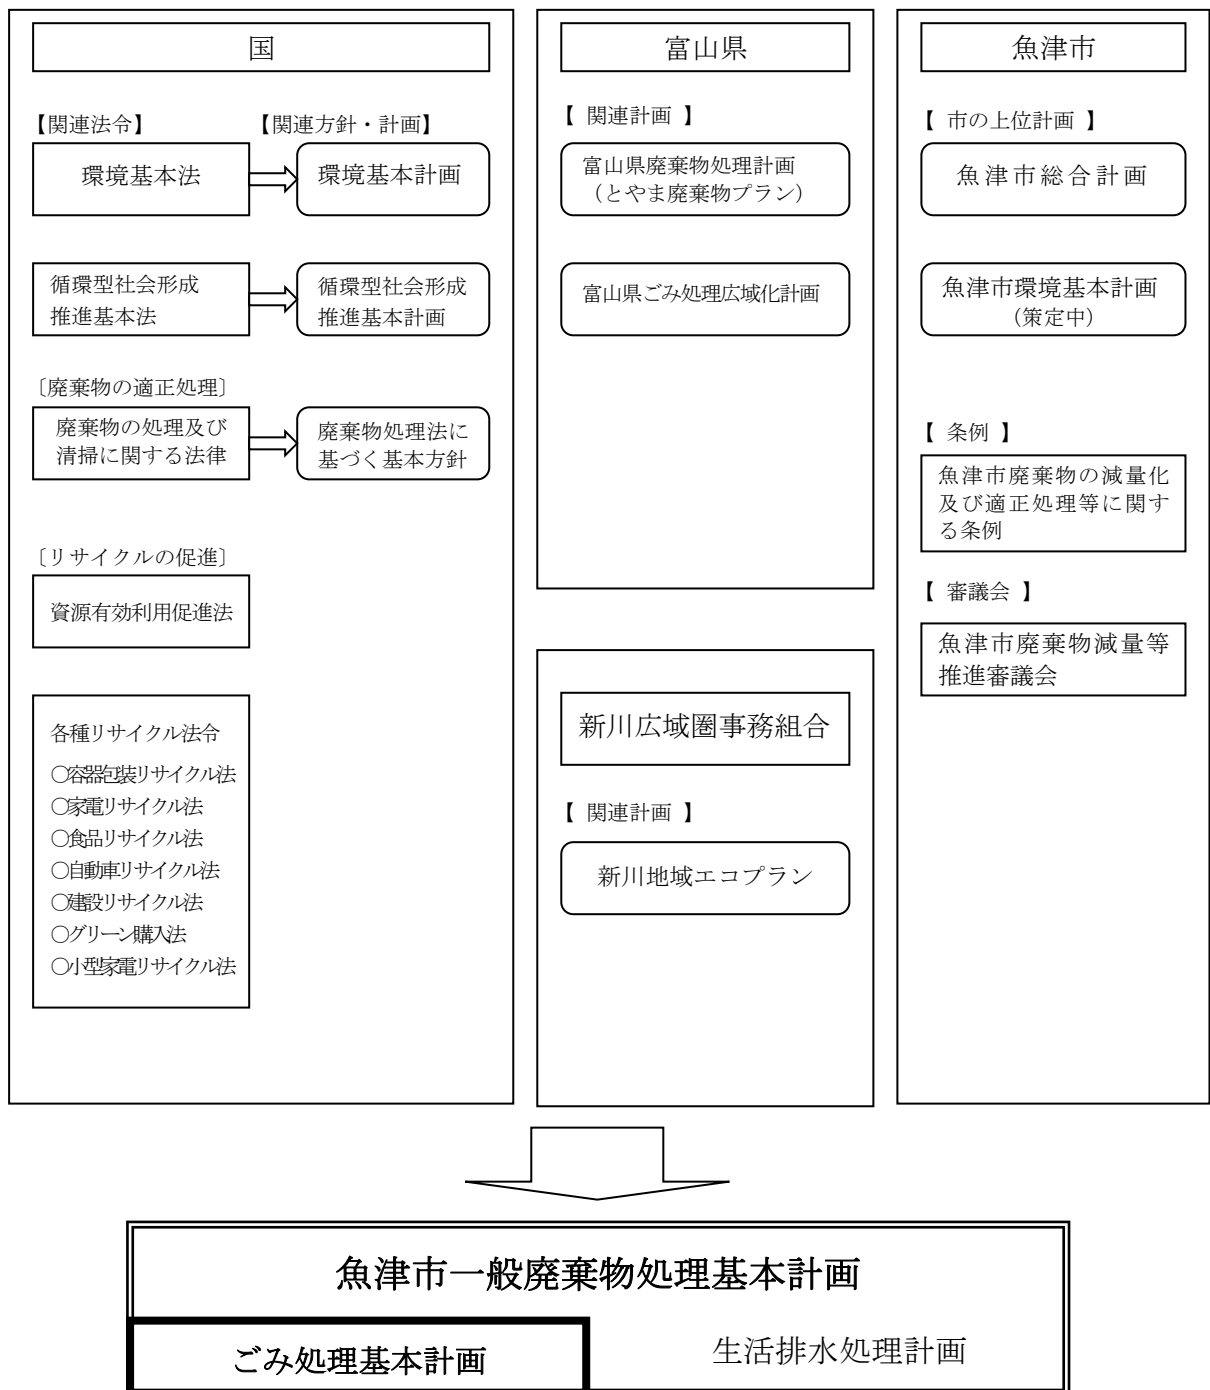 国
【関連法令】
【関連方針・計画】
環境基本法
環境基本計画
循環型社会形成
推進基本法
循環型社会形成
推進基本計画
〔廃棄物の適正処理〕
廃棄物の処理及び
清掃に関する法律
廃棄物処理法に
基づく基本方針
〔リサイクルの促進〕
資源有効利用促進法
各種リサイクル法令
○容器包装リサイクル法
○家電リサイクル法
○食品リサイクル法
○自動車リサイクル法
○建設リサイクル法
○グリーン購入法
○小型家電リサイクル法
富山県
【 関連計画 】
富山県廃棄物処理計画
（とやま廃棄物プラン）
富山県ごみ処理広域化計画
新川広域圏事務組合
【 関連計画 】
新川地域エコプラン
魚津市
【 市の上位計画 】
魚津市総合計画
魚津市環境基本計画
（策定中）
【 条例 】
魚津市廃棄物の減量化
及び適正処理等に関す
る条例
【 審議会 】
魚津市廃棄物減量等
推進審議会
魚津市一般廃棄物処理基本計画
ごみ処理基本計画
生活排水処理計画